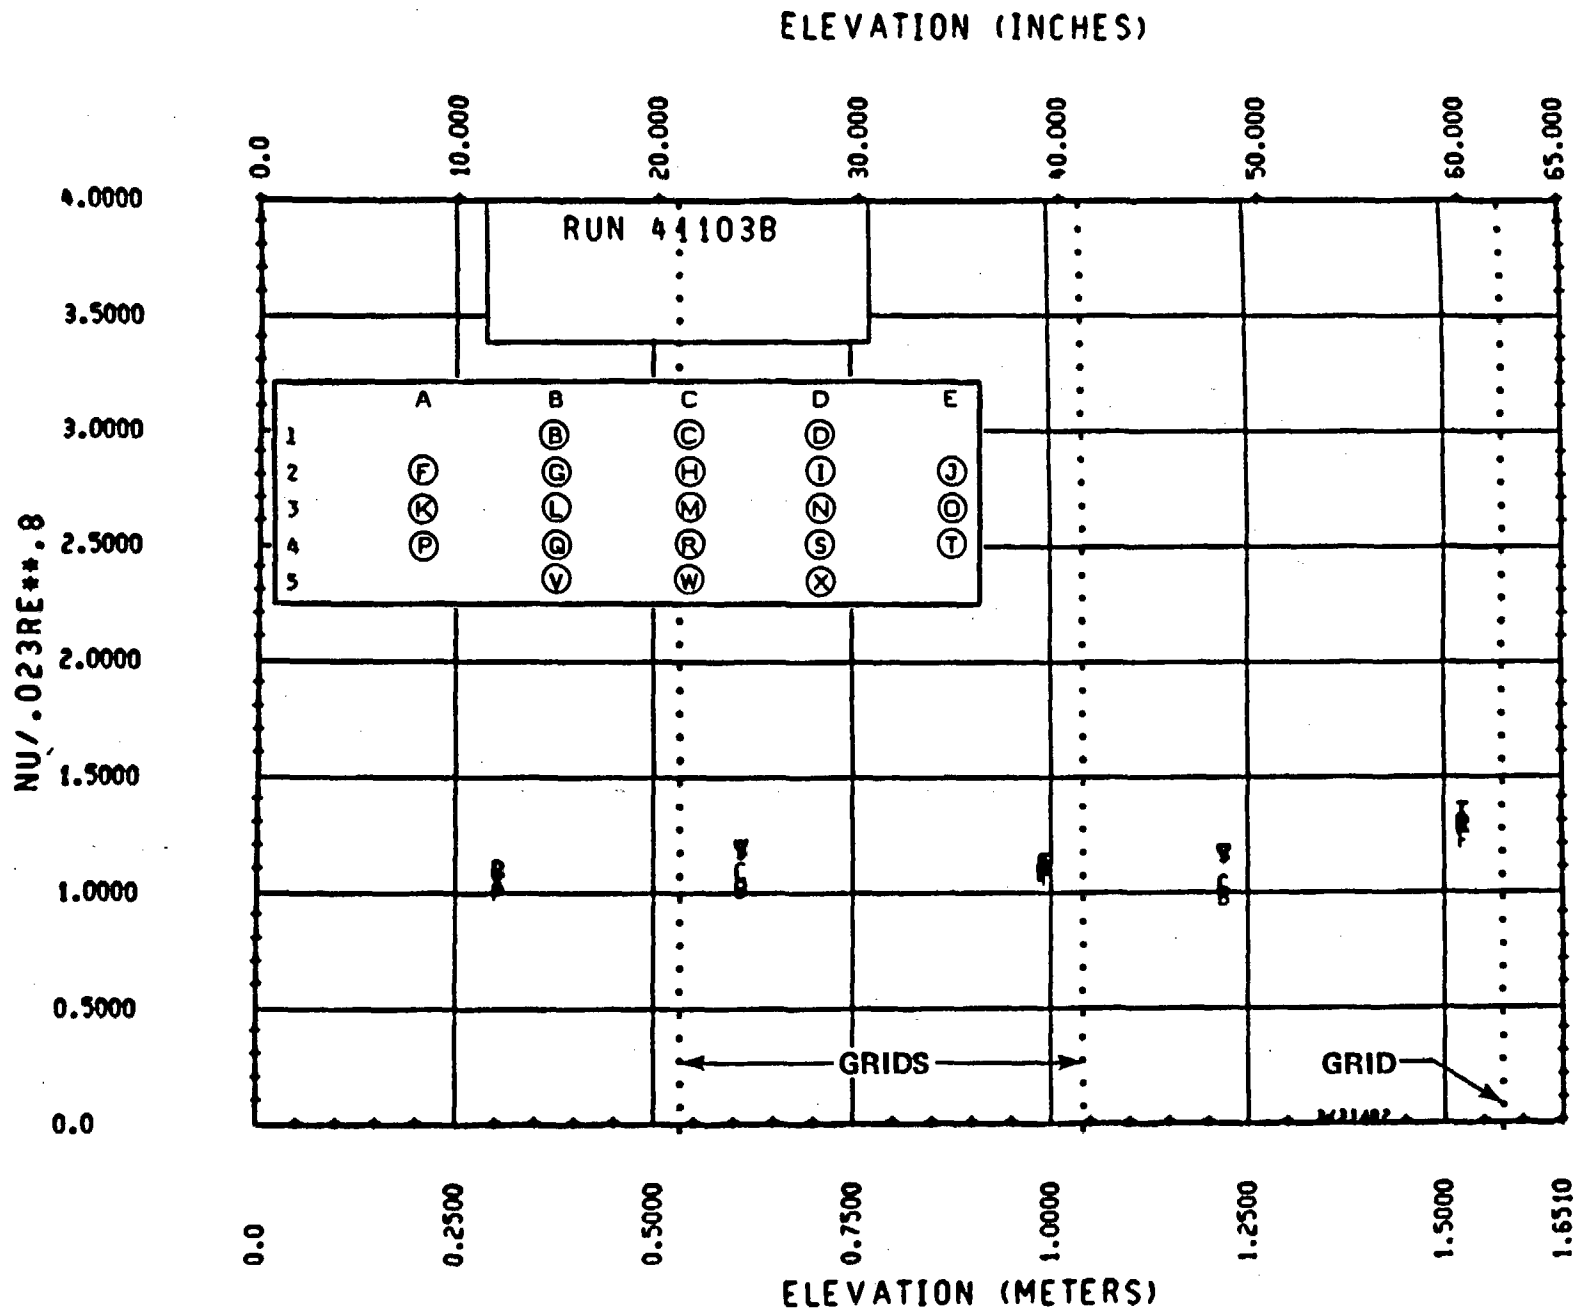 ELEVATION (INCHES)
0.0 10.000 20.000 30.000 40.000 50.000 60.000 65.000
4.0000
RUN 41103B
3.5000
A B C D E
3.0000
1 B C D
2 F G H I J
3 K L M N O
2.5000
4 P Q R S T
5 V W X
NU/.023RE**.8
2.0000
1.5000
1.0000
0.5000
GRIDS GRID
0.0
0.0 0.2500 0.5000 0.7500 1.0000 1.2500 1.5000 1.6510
ELEVATION (METERS)